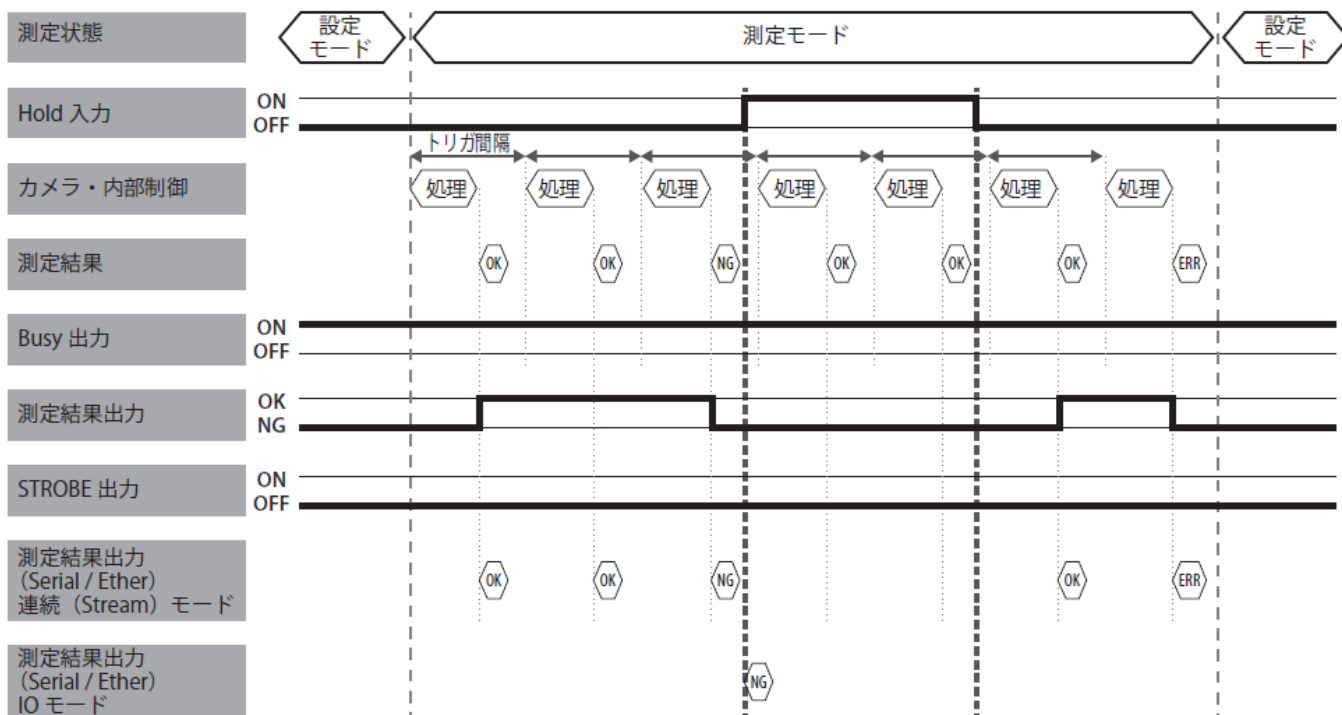 測定状態
設定
モード
測定モード
設定
モード
Hold 入力
ON
OFF
トリガ間隔
カメラ・内部制御
処理
処理
処理
処理
処理
処理
処理
測定結果
OK
OK
NG
OK
OK
OK
ERR
Busy 出力
ON
OFF
測定結果出力
OK
NG
STROBE 出力
ON
OFF
測定結果出力
(Serial / Ether)
連続（Stream）モード
OK
OK
NG
OK
ERR
測定結果出力
(Serial / Ether)
IO モード
NG